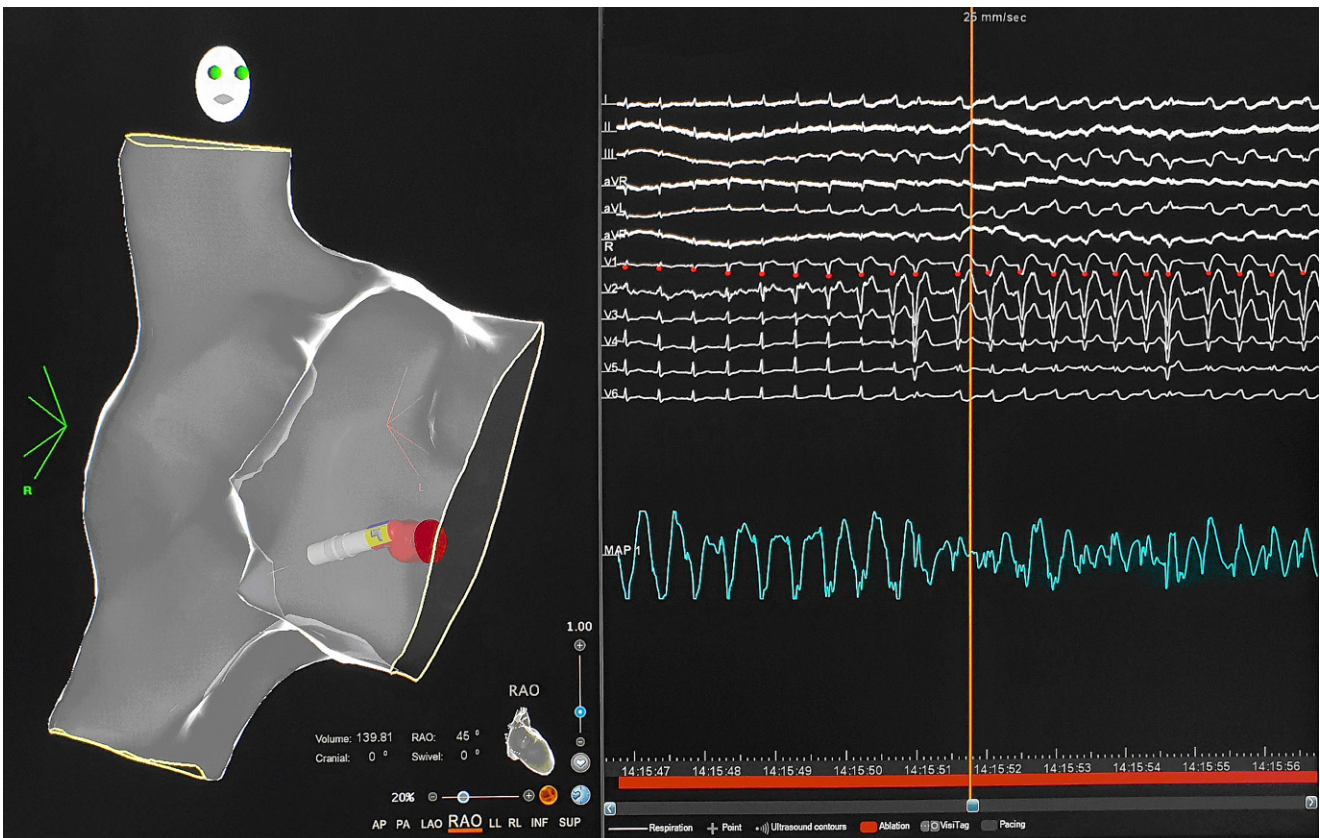 25 mm/sec
I
II
III
aVR
aVL
aVF
R
V1
V2
V3
V4
V5
V6
MAP 1
R
L
1.00
RAO
Volume: 139.81 RAO: 45 º
Cranial: 0 º Swivel: 0 º
20%
AP PA LAO RAO LL RL INF SUP
14:15:47 14:15:48 14:15:49 14:15:50 14:15:51 14:15:52 14:15:53 14:15:54 14:15:55 14:15:56
Respiration Point Ultrasound contours Ablation VisiTag Pacing